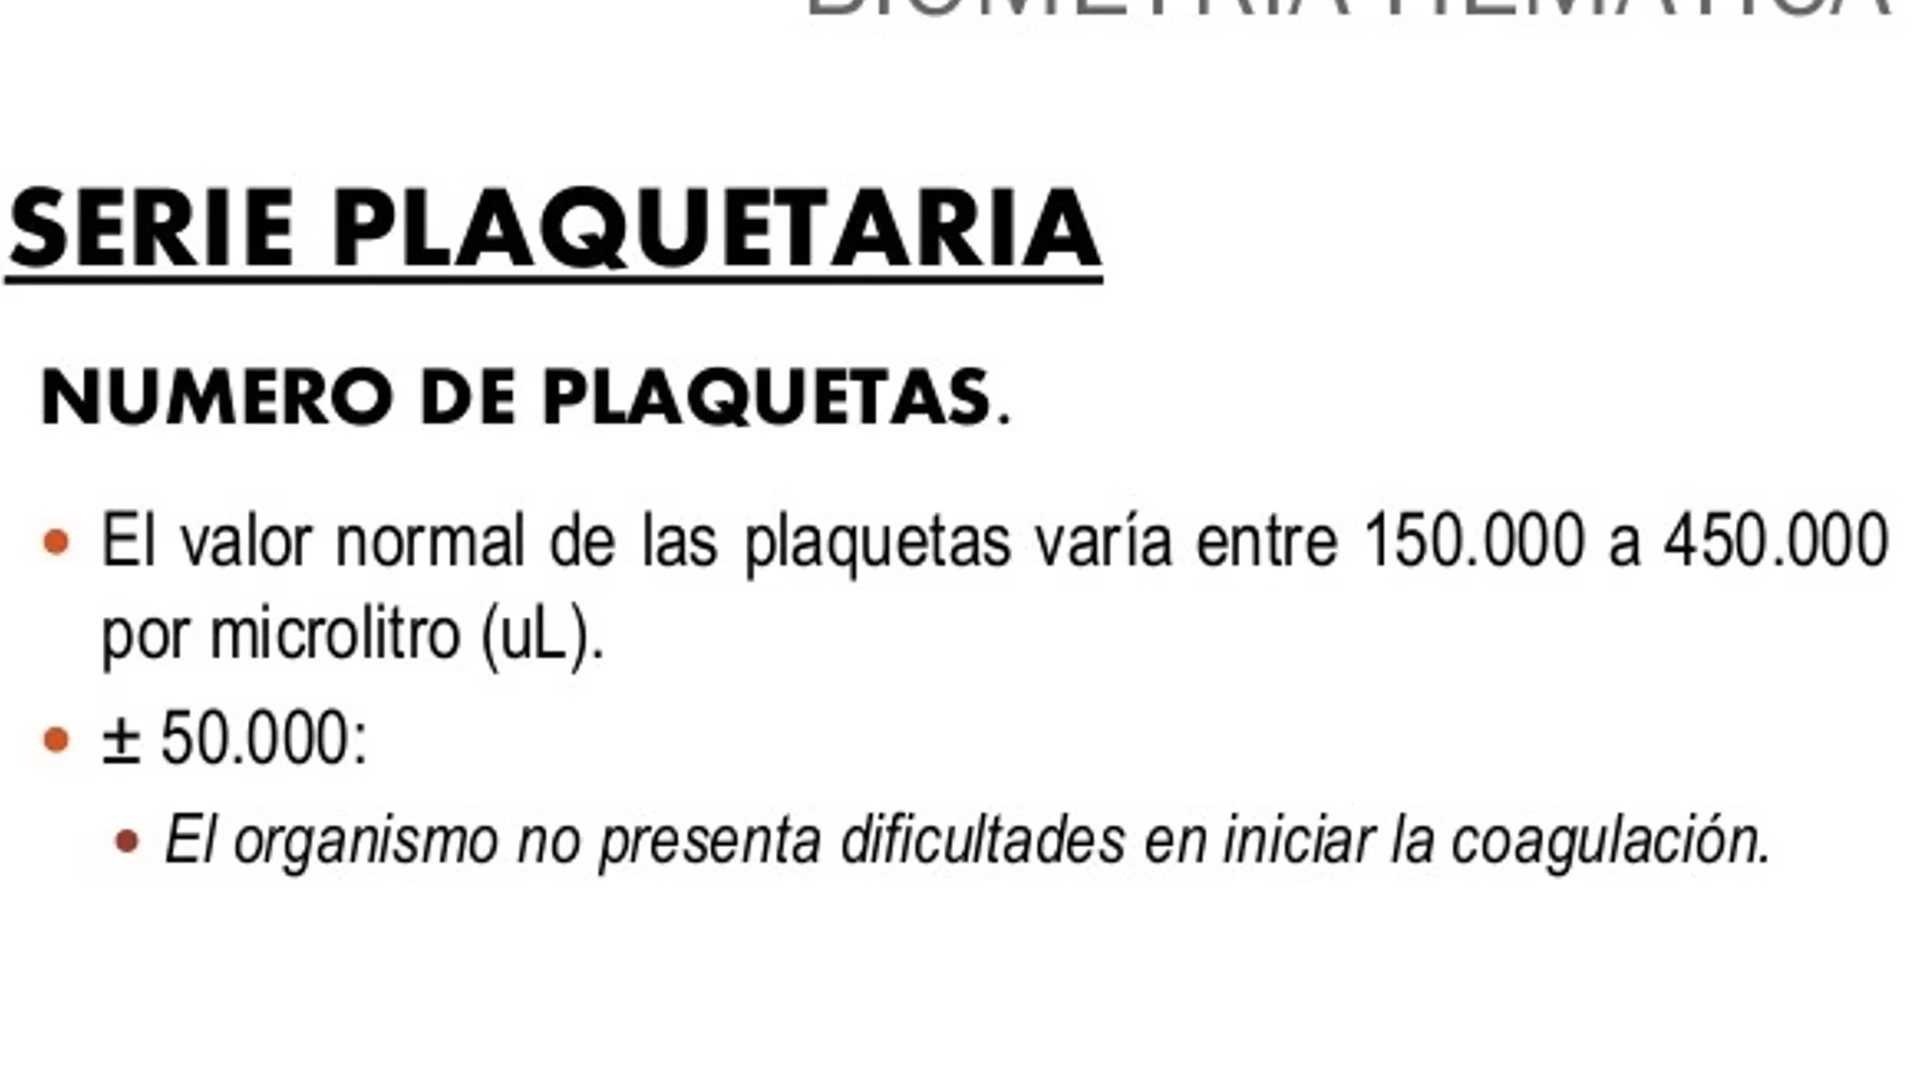 BIOMETRIA HEMATICA
SERIE PLAQUETARIA
NUMERO DE PLAQUETAS.
El valor normal de las plaquetas varía entre 150.000 a 450.000
por microlitro (uL).
± 50.000:
El organismo no presenta dificultades en iniciar la coagulación.